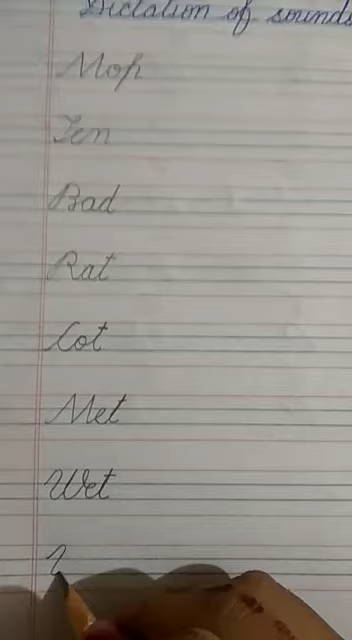 Dictation of sounds
Mop
Ten
Bad
Rat
Cot
Met
Wet